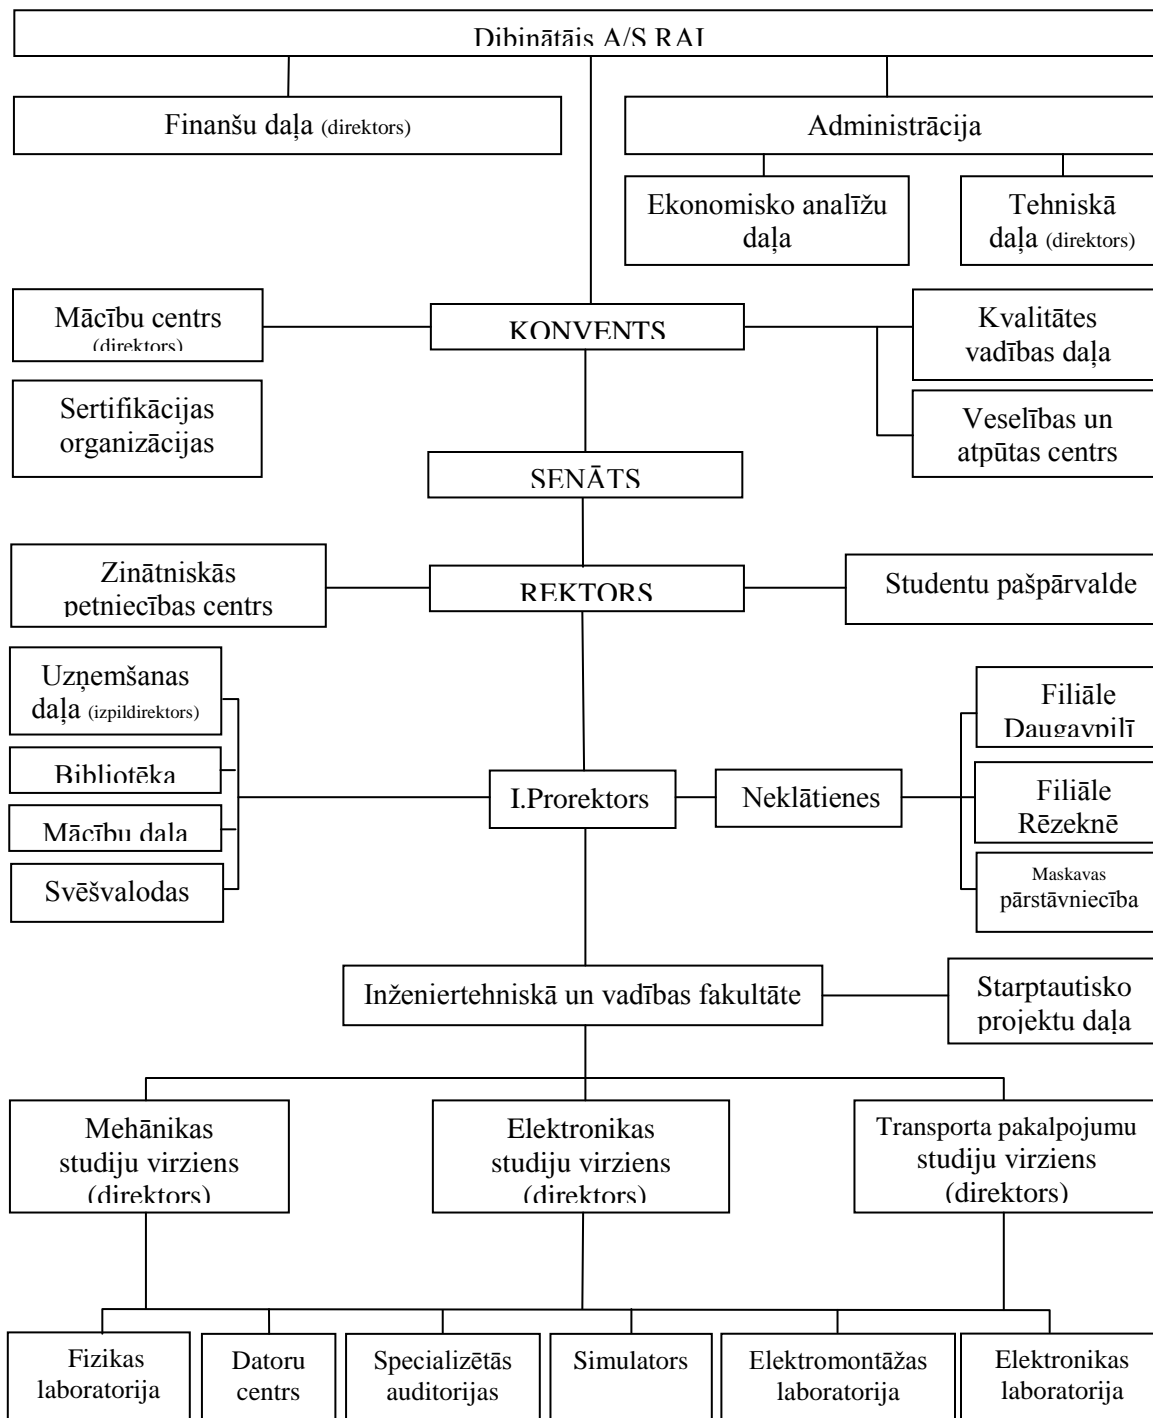 Dibinātāis A/S RAI
Finanšu daļa (direktors)
Administrācija
Ekonomisko analīžu
daļa
Tehniskā
daļa (direktors)
Mācību centrs
(direktors)
KONVENTS
Kvalitātes
vadības daļa
Sertifikācijas
organizācijas
Veselības un
atpūtas centrs
SENĀTS
Zinātniskās
petniecības centrs
REKTORS
Studentu pašpārvalde
Uzņemšanas
daļa (izpildirektors)
Bibliotēka
Mācību daļa
Svēšvalodas
I.Prorektors
Neklātienes
Filiāle
Daugavpilī
Filiāle
Rēzeknē
Maskavas
pārstāvniecība
Inženiertehniskā un vadības fakultāte
Starptautisko
projektu daļa
Mehānikas
studiju virziens
(direktors)
Elektronikas
studiju virziens
(direktors)
Transporta pakalpojumu
studiju virziens
(direktors)
Fizikas
laboratorija
Datoru
centrs
Specializētās
auditorijas
Simulators
Elektromontāžas
laboratorija
Elektronikas
laboratorija